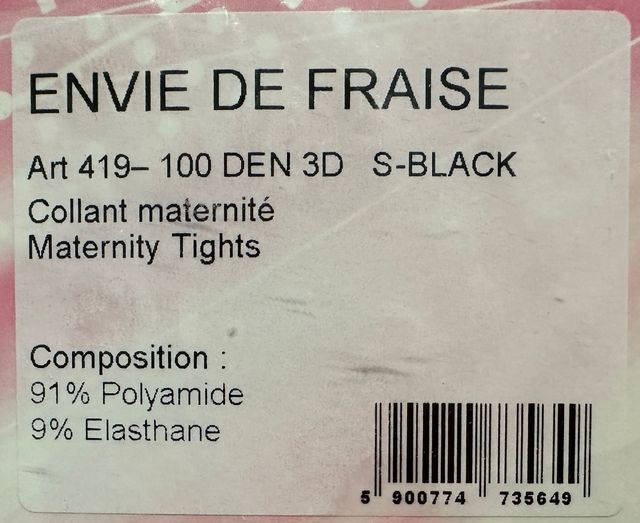 ENVIE DE FRAISE
Art 419– 100 DEN 3D S-BLACK
Collant maternité
Maternity Tights
Composition :
91% Polyamide
9% Elasthane
5 900774 735649